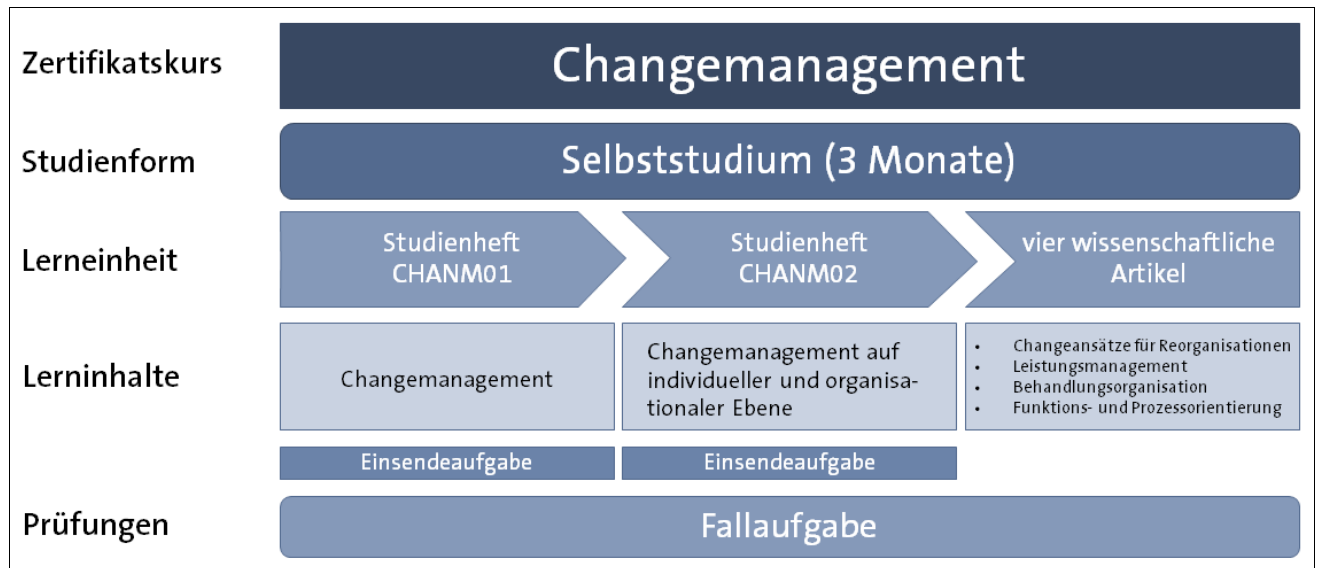 Zertifikatskurs
Changemanagement
Studienform
Selbststudium (3 Monate)
Lerneinheit
Studienheft
CHANM01
Studienheft
CHANM02
vier wissenschaftliche
Artikel
Lerninhalte
Changemanagement
Changemanagement auf
individueller und organisa-
tionaler Ebene
• Changeansätze für Reorganisationen
• Leistungsmanagement
• Behandlungsorganisation
• Funktions- und Prozessorientierung
Einsendeaufgabe
Einsendeaufgabe
Prüfungen
Fallaufgabe